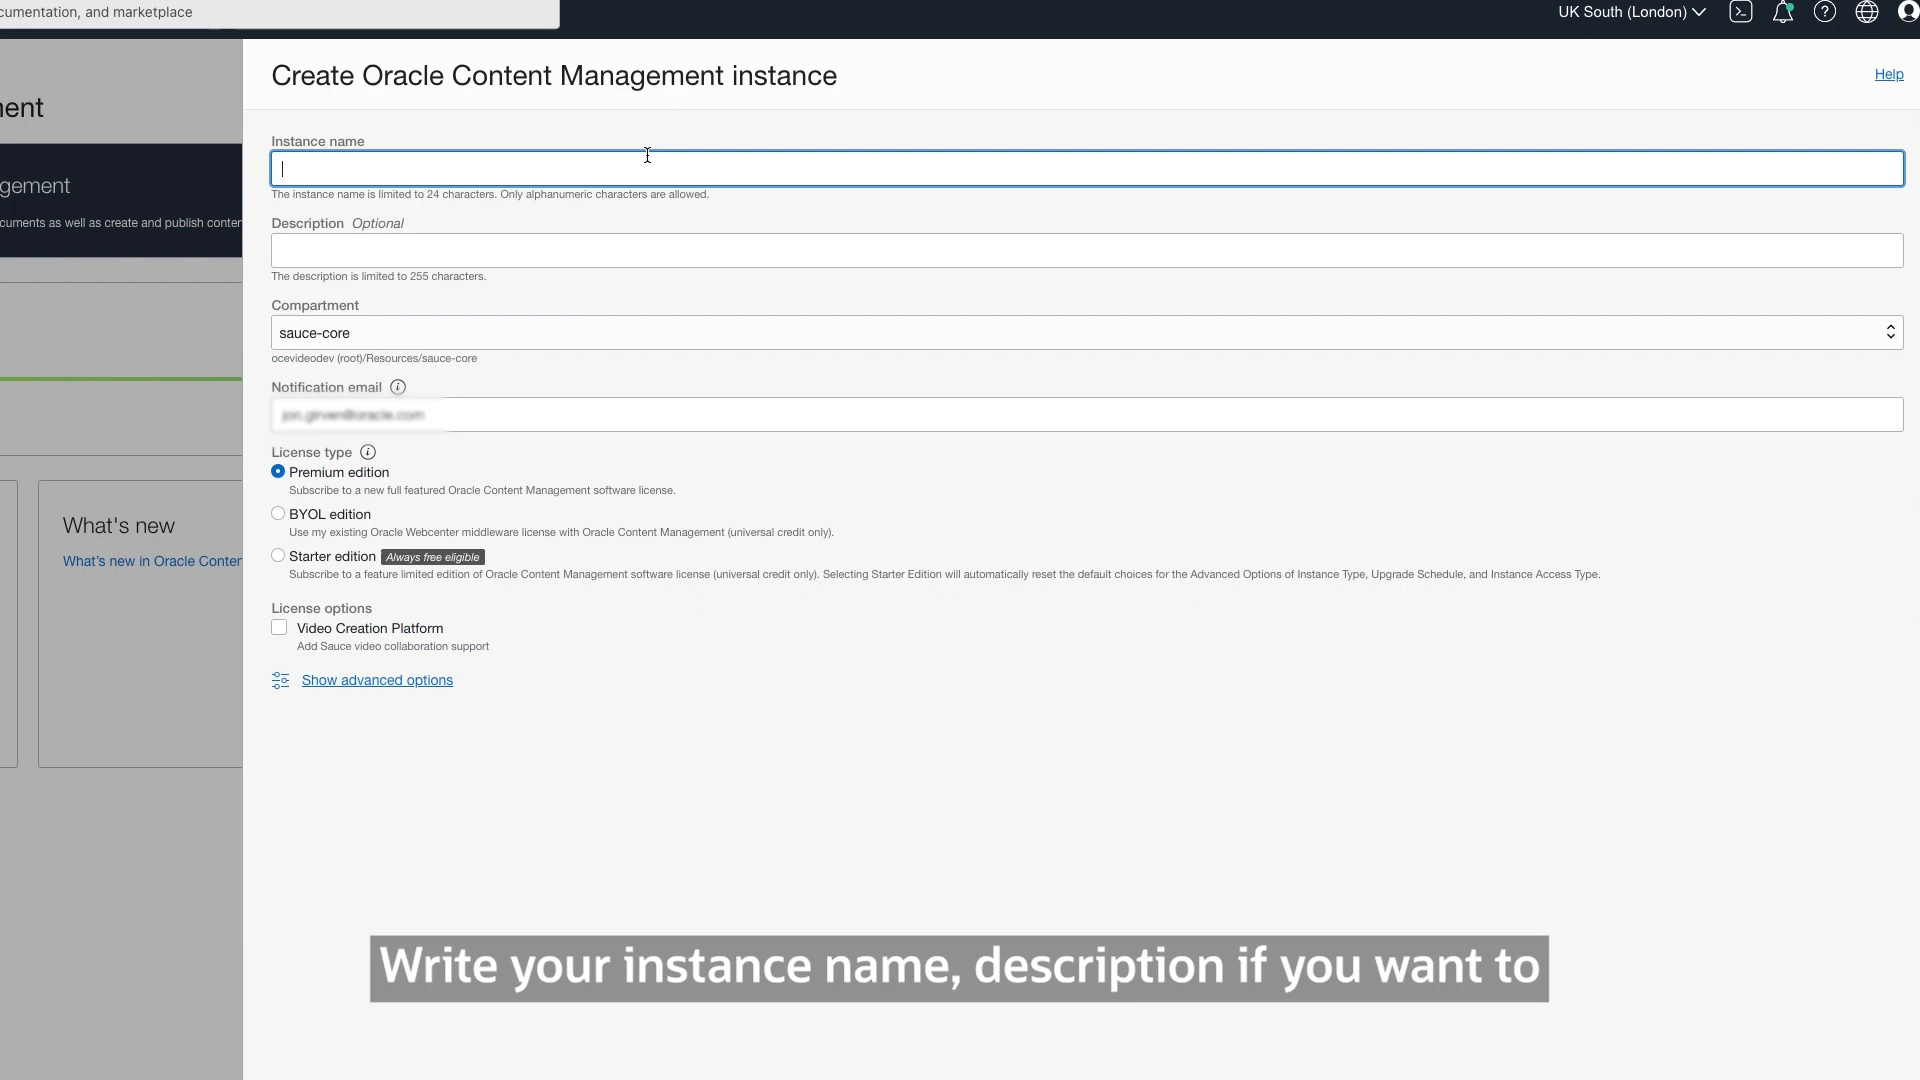 cumentation, and marketplace
UK South (London)
Create Oracle Content Management instance
Help
nent
Instance name
gement
The instance name is limited to 24 characters. Only alphanumeric characters are allowed.
cuments as well as create and publish conten
Description Optional
The description is limited to 255 characters.
Compartment
sauce-core
ocevideodev (root)/Resources/sauce-core
Notification email
License type
Premium edition
Subscribe to a new full featured Oracle Content Management software license.
BYOL edition
Use my existing Oracle Webcenter middleware license with Oracle Content Management (universal credit only).
What's new
What's new in Oracle Conten
Starter edition Always free eligible
Subscribe to a feature limited edition of Oracle Content Management software license (universal credit only). Selecting Starter Edition will automatically reset the default choices for the Advanced Options of Instance Type, Upgrade Schedule, and Instance Access Type.
License options
Video Creation Platform
Add Sauce video collaboration support
Show advanced options
Write your instance name, description if you want to